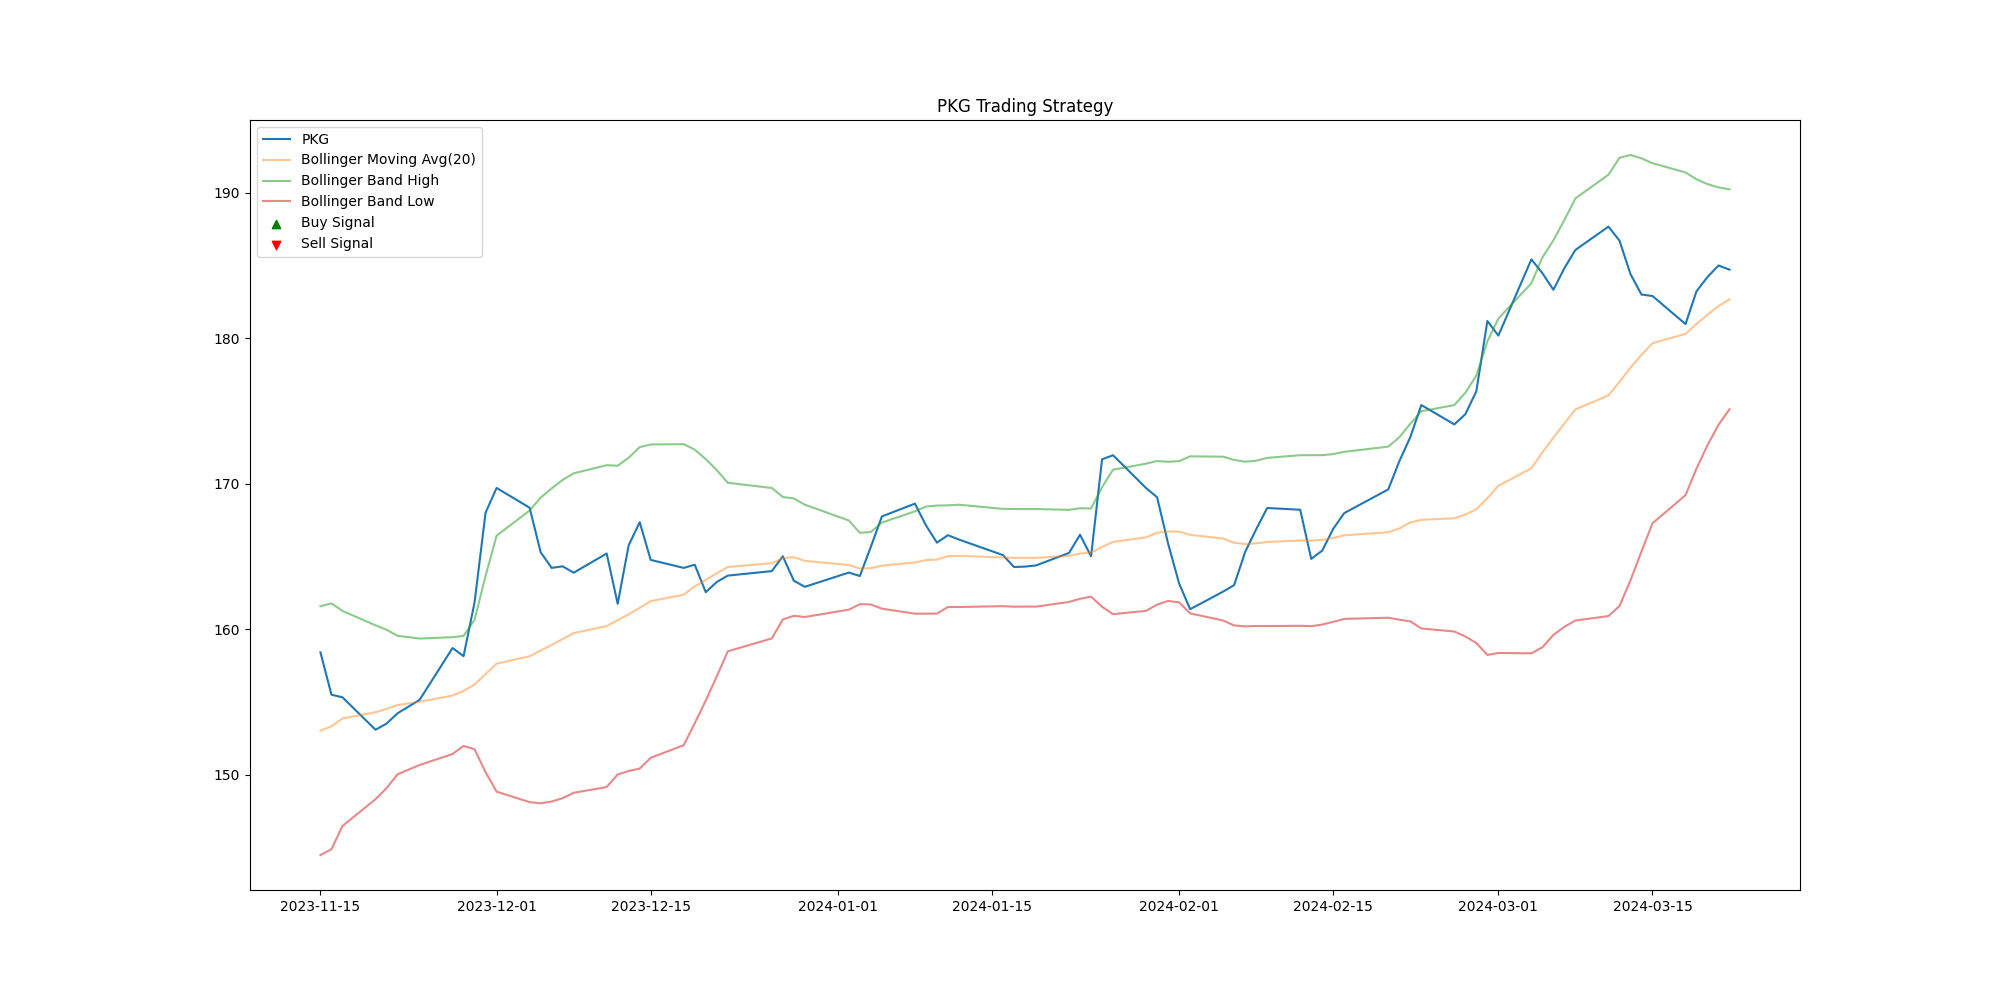 PKG Trading Strategy
PKG
Bollinger Moving Avg(20)
Bollinger Band High
Bollinger Band Low
Buy Signal
Sell Signal
190
180
170
160
150
2023-11-15 2023-12-01 2023-12-15 2024-01-01 2024-01-15 2024-02-01 2024-02-15 2024-03-01 2024-03-15